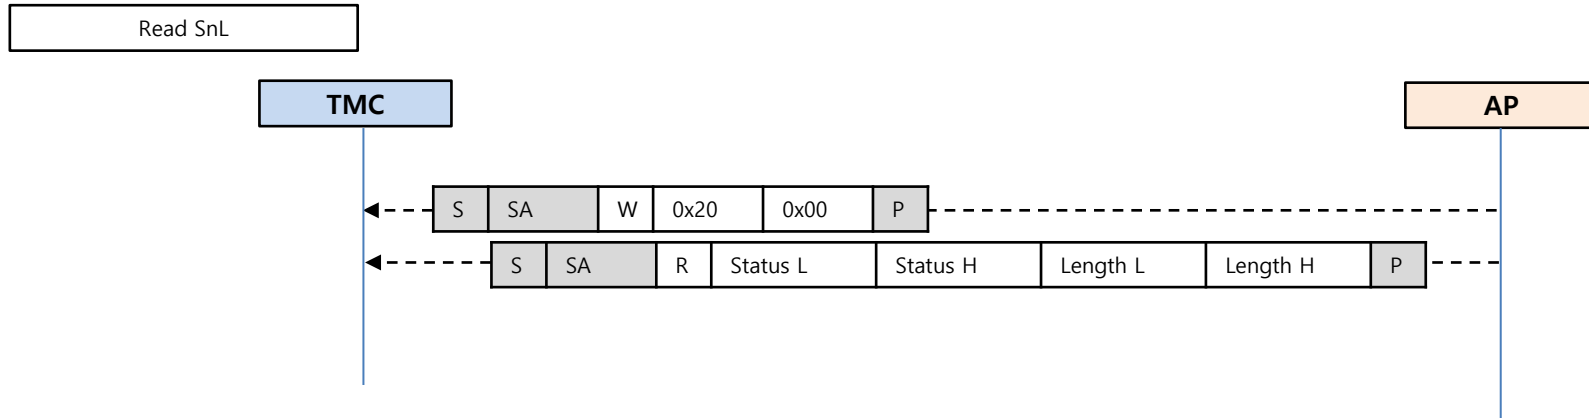 Read SnL
TMC
AP
S SA W 0x20 0x00 P
S SA R Status L Status H Length L Length H P